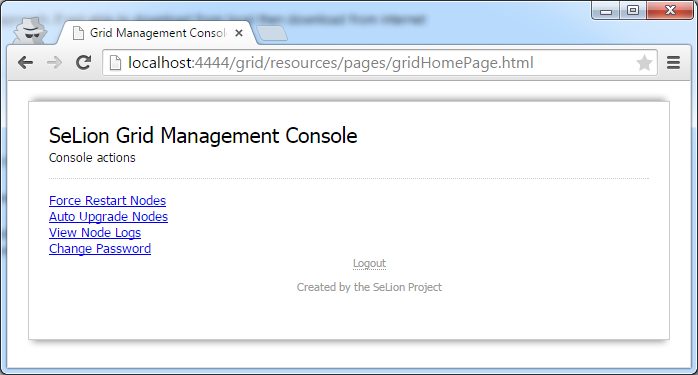 Grid Management Consol
localhost:4444/grid/resources/pages/gridHomePage.html
SeLion Grid Management Console
Console actions
Force Restart Nodes
Auto Upgrade Nodes
View Node Logs
Change Password
Logout
Created by the SeLion Project